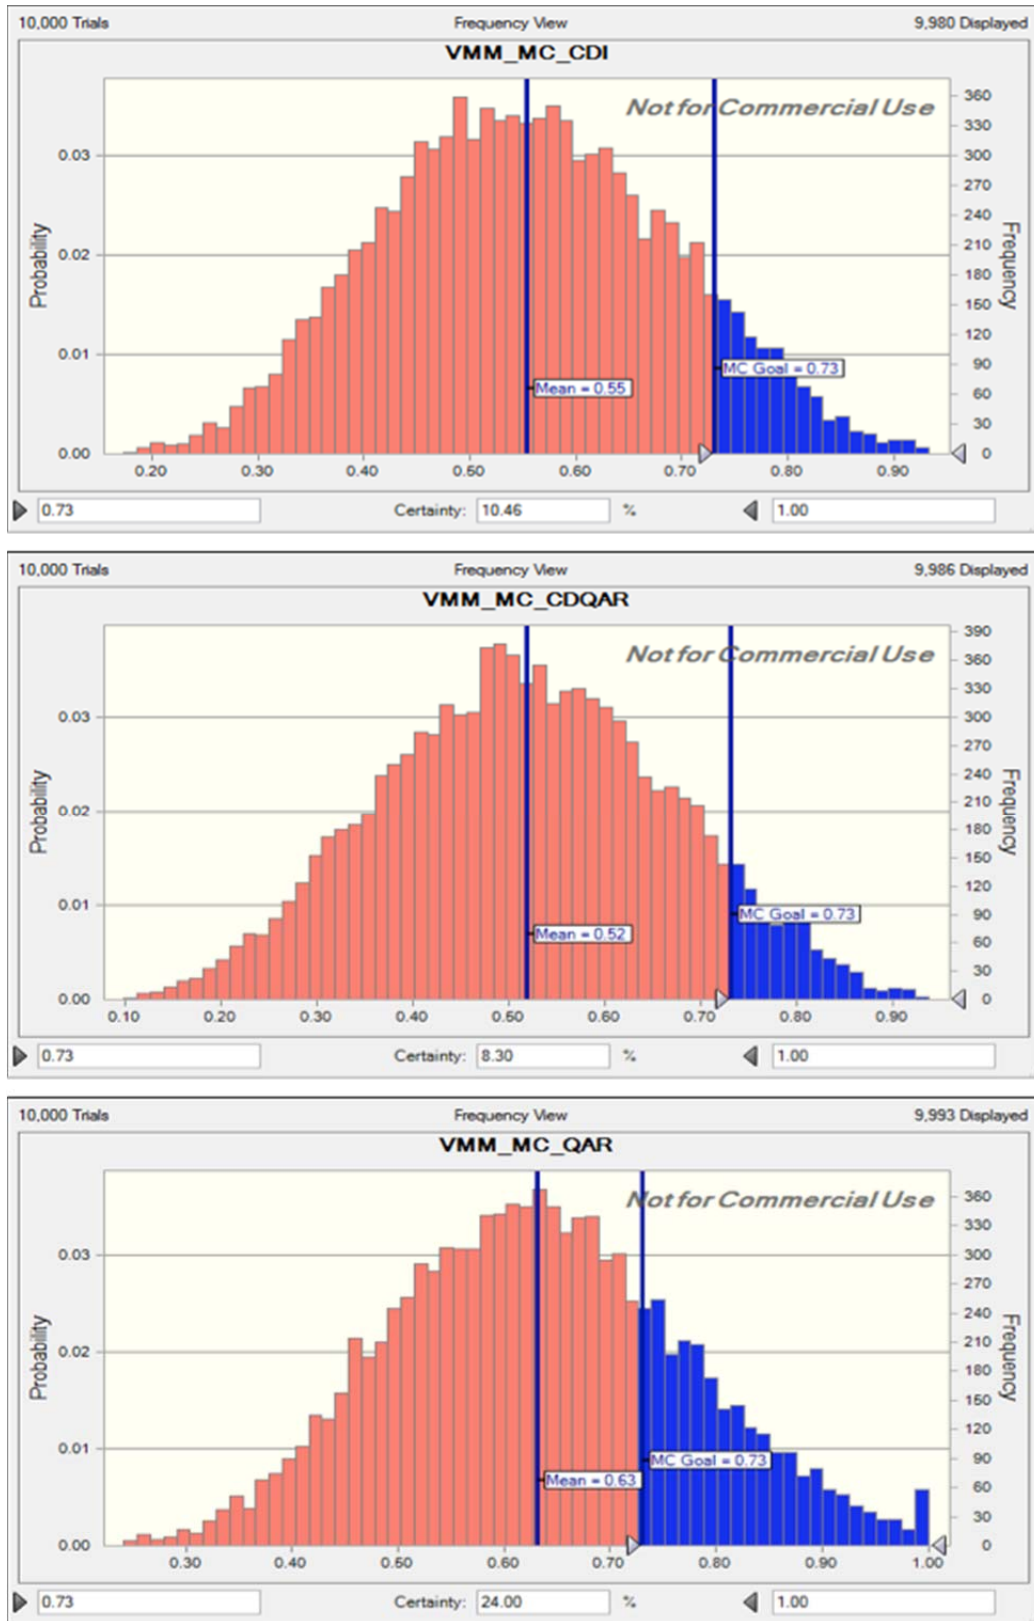 10,000 Trials Frequency View 9,980 Displayed
VMM_MC_CDI
Not for Commercial Use
360
330
0.03 300
270
240
0.02 210
180
150
120
0.01 90
60
30
0.00 0
Probability
Frequency
MC Goal = 0.73
Mean = 0.55
0.20 0.30 0.40 0.50 0.60 0.70 0.80 0.90
0.73 Certainty: 10.46 % 1.00
10,000 Trials Frequency View 9,986 Displayed
VMM_MC_CDQAR
Not for Commercial Use
390
360
330
0.03 300
270
240
210
0.02 180
150
120
0.01 90
60
30
0.00 0
Probability
Frequency
MC Goal = 0.73
Mean = 0.52
0.10 0.20 0.30 0.40 0.50 0.60 0.70 0.80 0.90
0.73 Certainty: 8.30 % 1.00
10,000 Trials Frequency View 9,993 Displayed
VMM_MC_QAR
Not for Commercial Use
360
330
0.03 300
270
240
210
0.02 180
150
120
0.01 90
60
30
0.00 0
Probability
Frequency
MC Goal = 0.73
Mean = 0.63
0.30 0.40 0.50 0.60 0.70 0.80 0.90 1.00
0.73 Certainty: 24.00 % 1.00